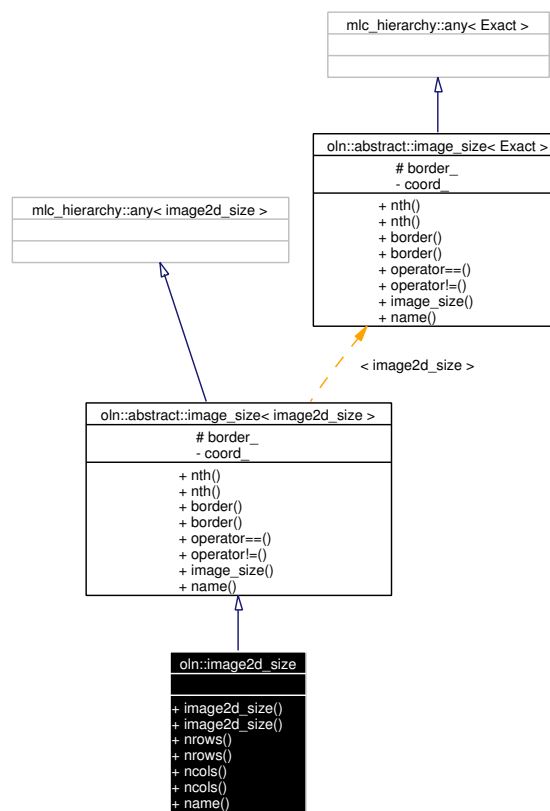 mlc_hierarchy::any< Exact >
oln::abstract::image_size< Exact >
# border_
- coord_
+ nth()
+ nth()
+ border()
+ border()
+ operator==()
+ operator!=()
+ image_size()
+ name()
mlc_hierarchy::any< image2d_size >
< image2d_size >
oln::abstract::image_size< image2d_size >
# border_
- coord_
+ nth()
+ nth()
+ border()
+ border()
+ operator==()
+ operator!=()
+ image_size()
+ name()
oln::image2d_size
+ image2d_size()
+ image2d_size()
+ nrows()
+ nrows()
+ ncols()
+ ncols()
+ name()